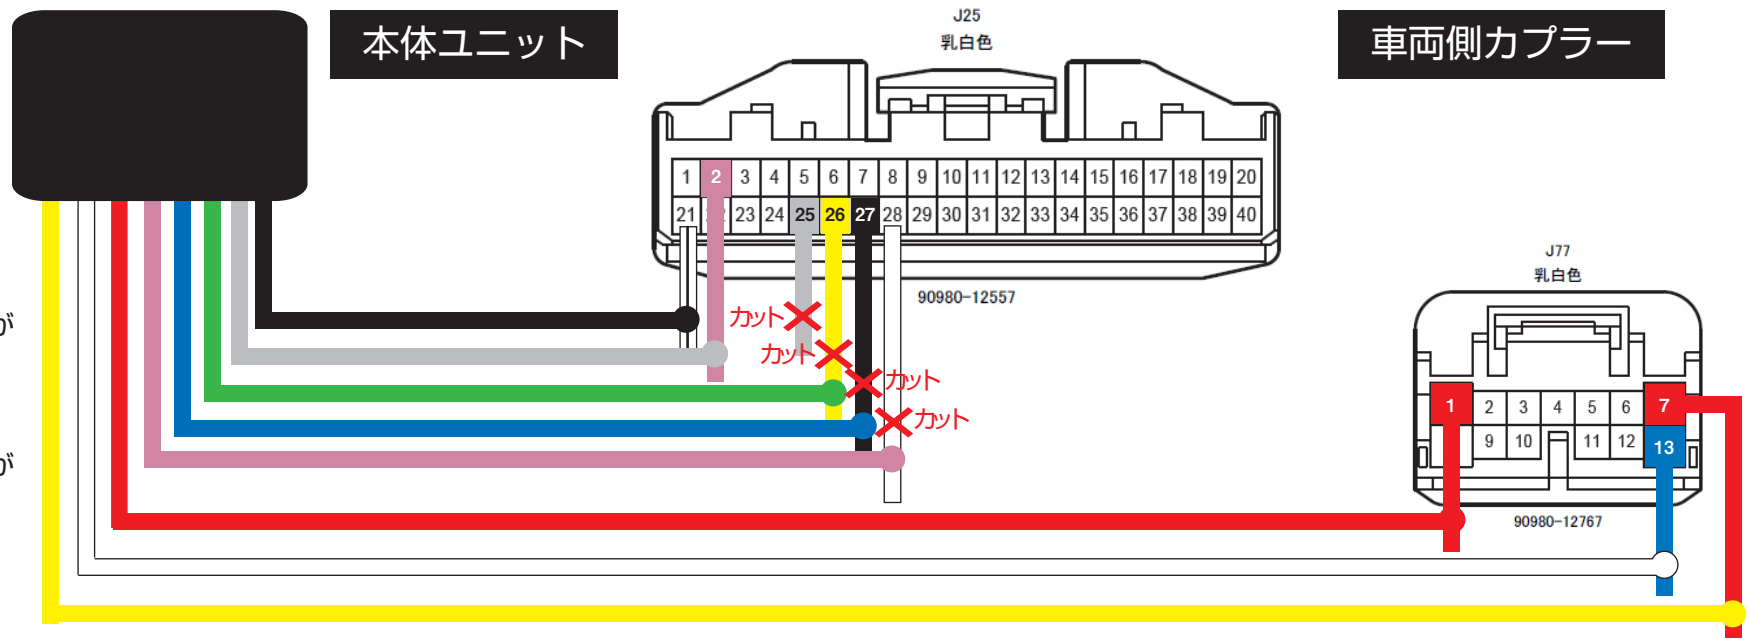 本体ユニット
J25
乳白色
車両側カプラー
1 2 3 4 5 6 7 8 9 10 11 12 13 14 15 16 17 18 19 20
21 23 24 25 26 27 28 29 30 31 32 33 34 35 36 37 38 39 40
90980-12557
J77
乳白色
カット
カット
カット
カット
が
が
1 2 3 4 5 6 7
9 10 11 12 13
90980-12767